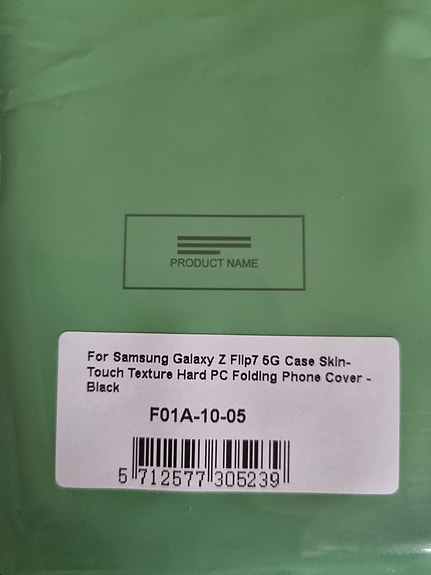 PRODUCT NAME
For Samsung Galaxy Z Flip7 5G Case Skin-
Touch Texture Hard PC Folding Phone Cover -
Black
F01A-10-05
5 712577 305239